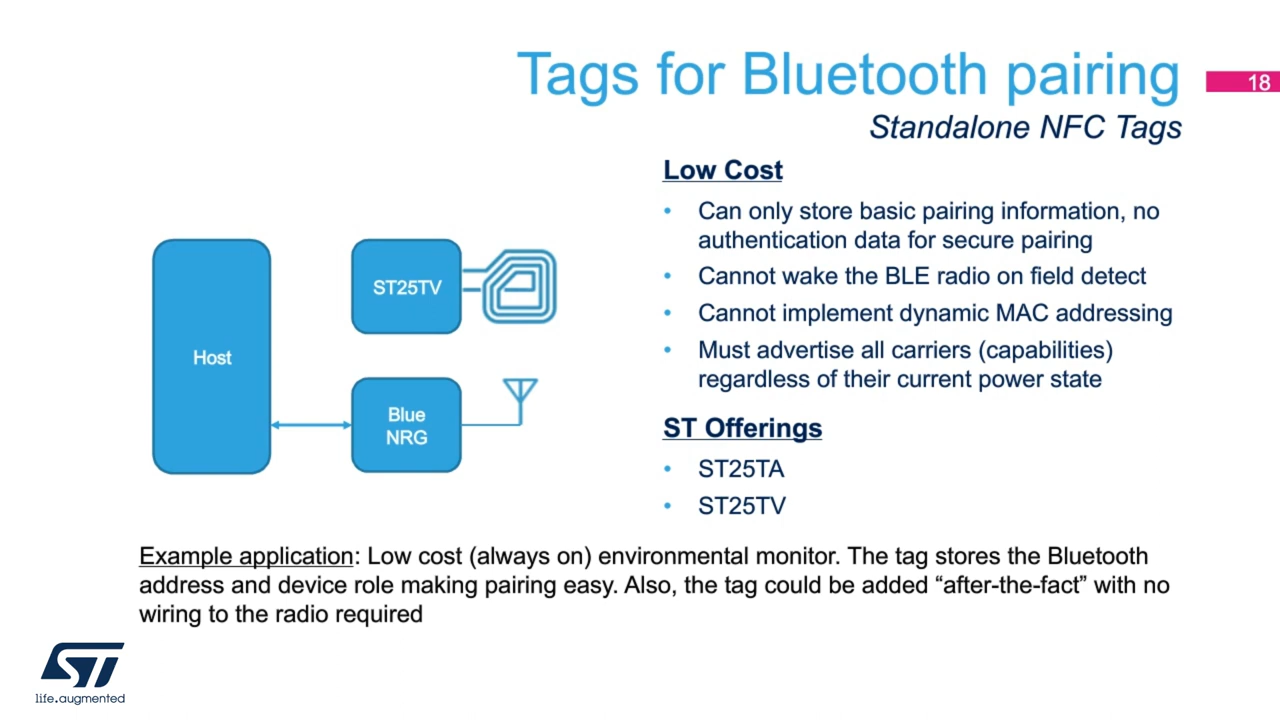 Tags for Bluetooth pairing
18
Standalone NFC Tags
Low Cost
• Can only store basic pairing information, no
authentication data for secure pairing
• Cannot wake the BLE radio on field detect
• Cannot implement dynamic MAC addressing
• Must advertise all carriers (capabilities)
regardless of their current power state
ST Offerings
• ST25TA
• ST25TV
Host
ST25TV
Blue
NRG
Example application: Low cost (always on) environmental monitor. The tag stores the Bluetooth
address and device role making pairing easy. Also, the tag could be added “after-the-fact” with no
wiring to the radio required
ST
life.augmented